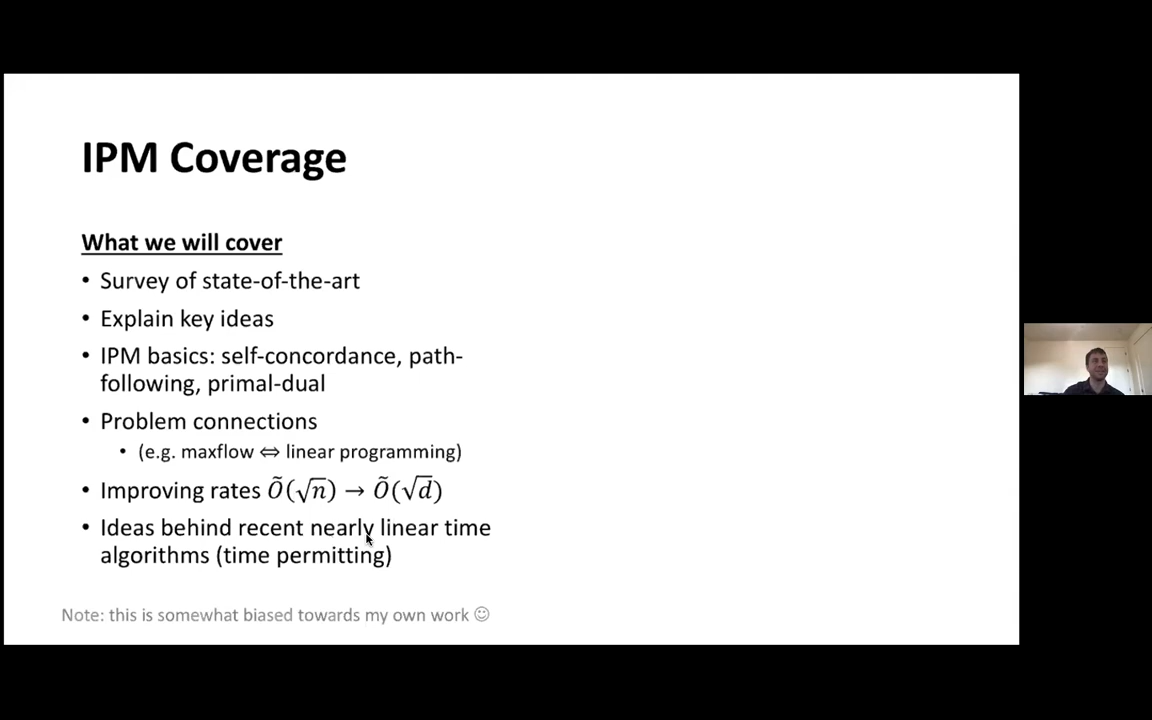 IPM Coverage
What we will cover
• Survey of state-of-the-art
• Explain key ideas
• IPM basics: self-concordance, path-
following, primal-dual
• Problem connections
• (e.g. maxflow ⇔ linear programming)
• Improving rates Õ(√n) → Õ(√d)
• Ideas behind recent nearly linear time
algorithms (time permitting)
Note: this is somewhat biased towards my own work ☺